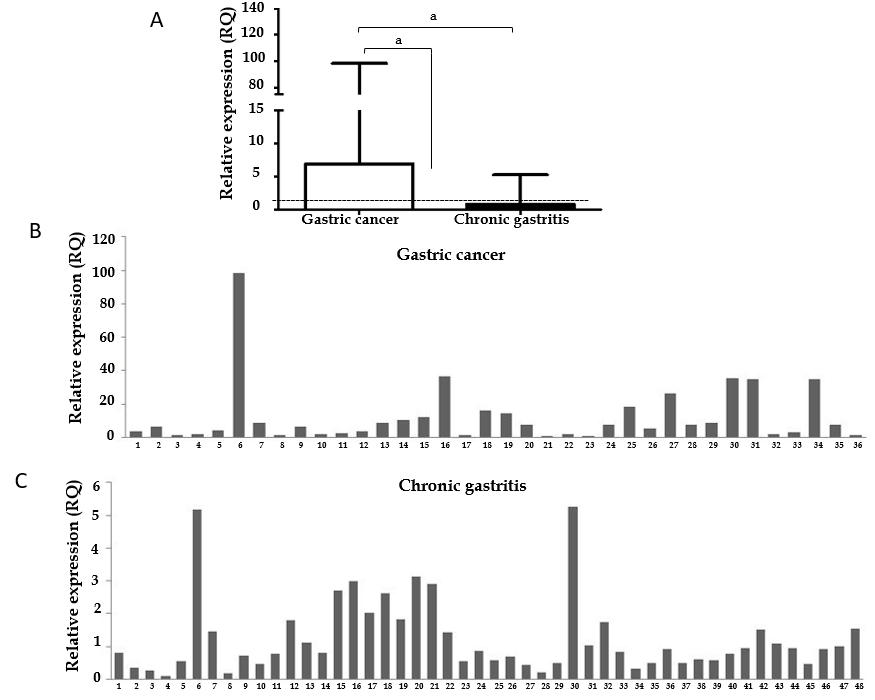 A
Relative expression (RQ)
140
120
100
80
15
10
5
0
a
a
Gastric cancer Chronic gastritis
B
Gastric cancer
Relative expression (RQ)
120
100
80
60
40
20
0
1 2 3 4 5 6 7 8 9 10 11 12 13 14 15 16 17 18 19 20 21 22 23 24 25 26 27 28 29 30 31 32 33 34 35 36
C
Chronic gastritis
Relative expression (RQ)
6
5
4
3
2
1
0
1 2 3 4 5 6 7 8 9 10 11 12 13 14 15 16 17 18 19 20 21 22 23 24 25 26 27 28 29 30 31 32 33 34 35 36 37 38 39 40 41 42 43 44 45 46 47 48